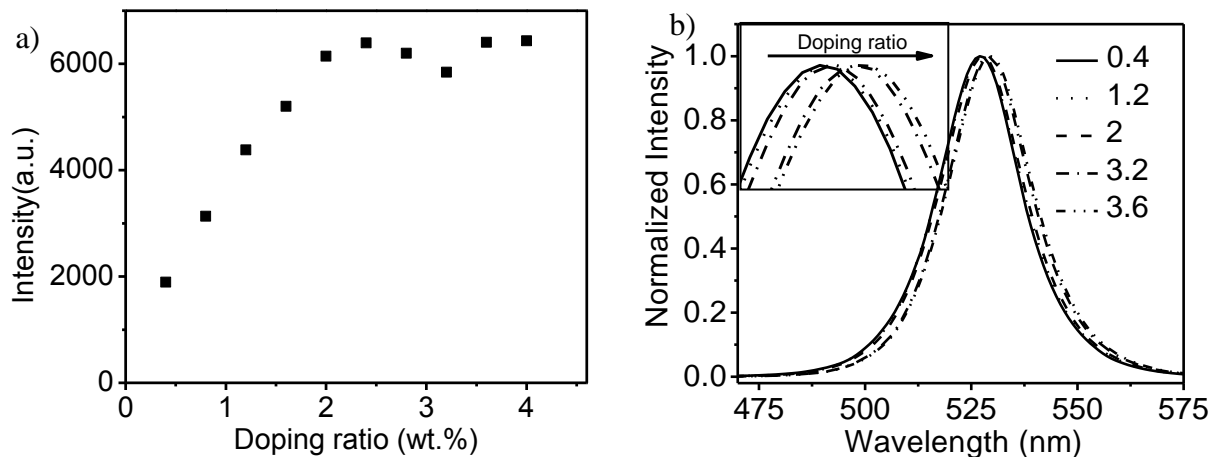 a)
Intensity(a.u.)
6000
4000
2000
0
0 1 2 3 4
Doping ratio (wt.%)
b)
Normalized Intensity
1.0
0.8
0.6
0.4
0.2
0.0
Doping ratio
0.4
1.2
2
3.2
3.6
475 500 525 550 575
Wavelength (nm)